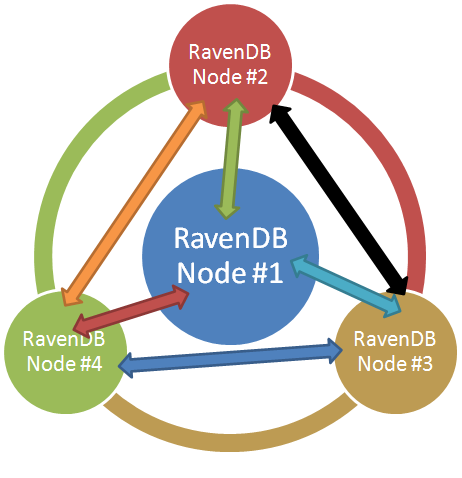 RavenDB
Node #2
RavenDB
Node #1
RavenDB
Node #4
RavenDB
Node #3